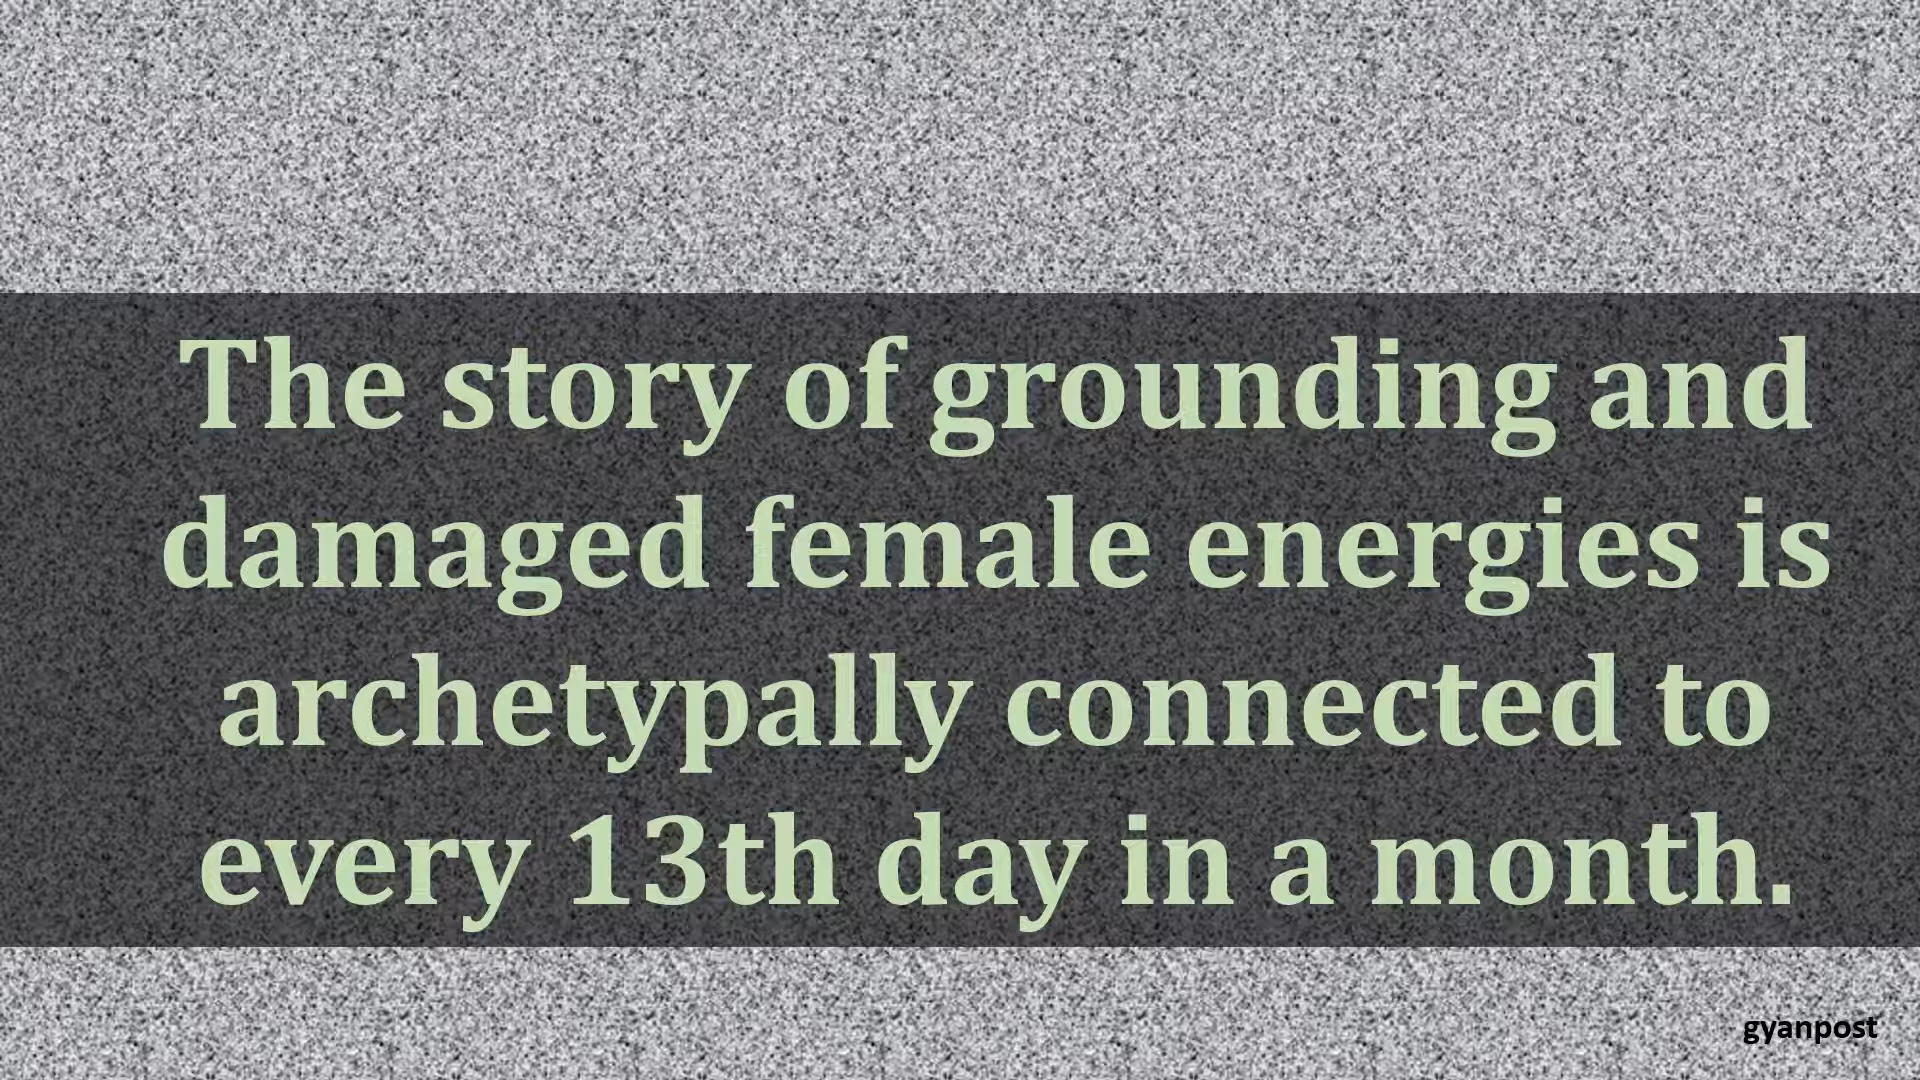 The story of grounding and
damaged female energies is
archetypally connected to
every 13th day in a month.
gyanpost